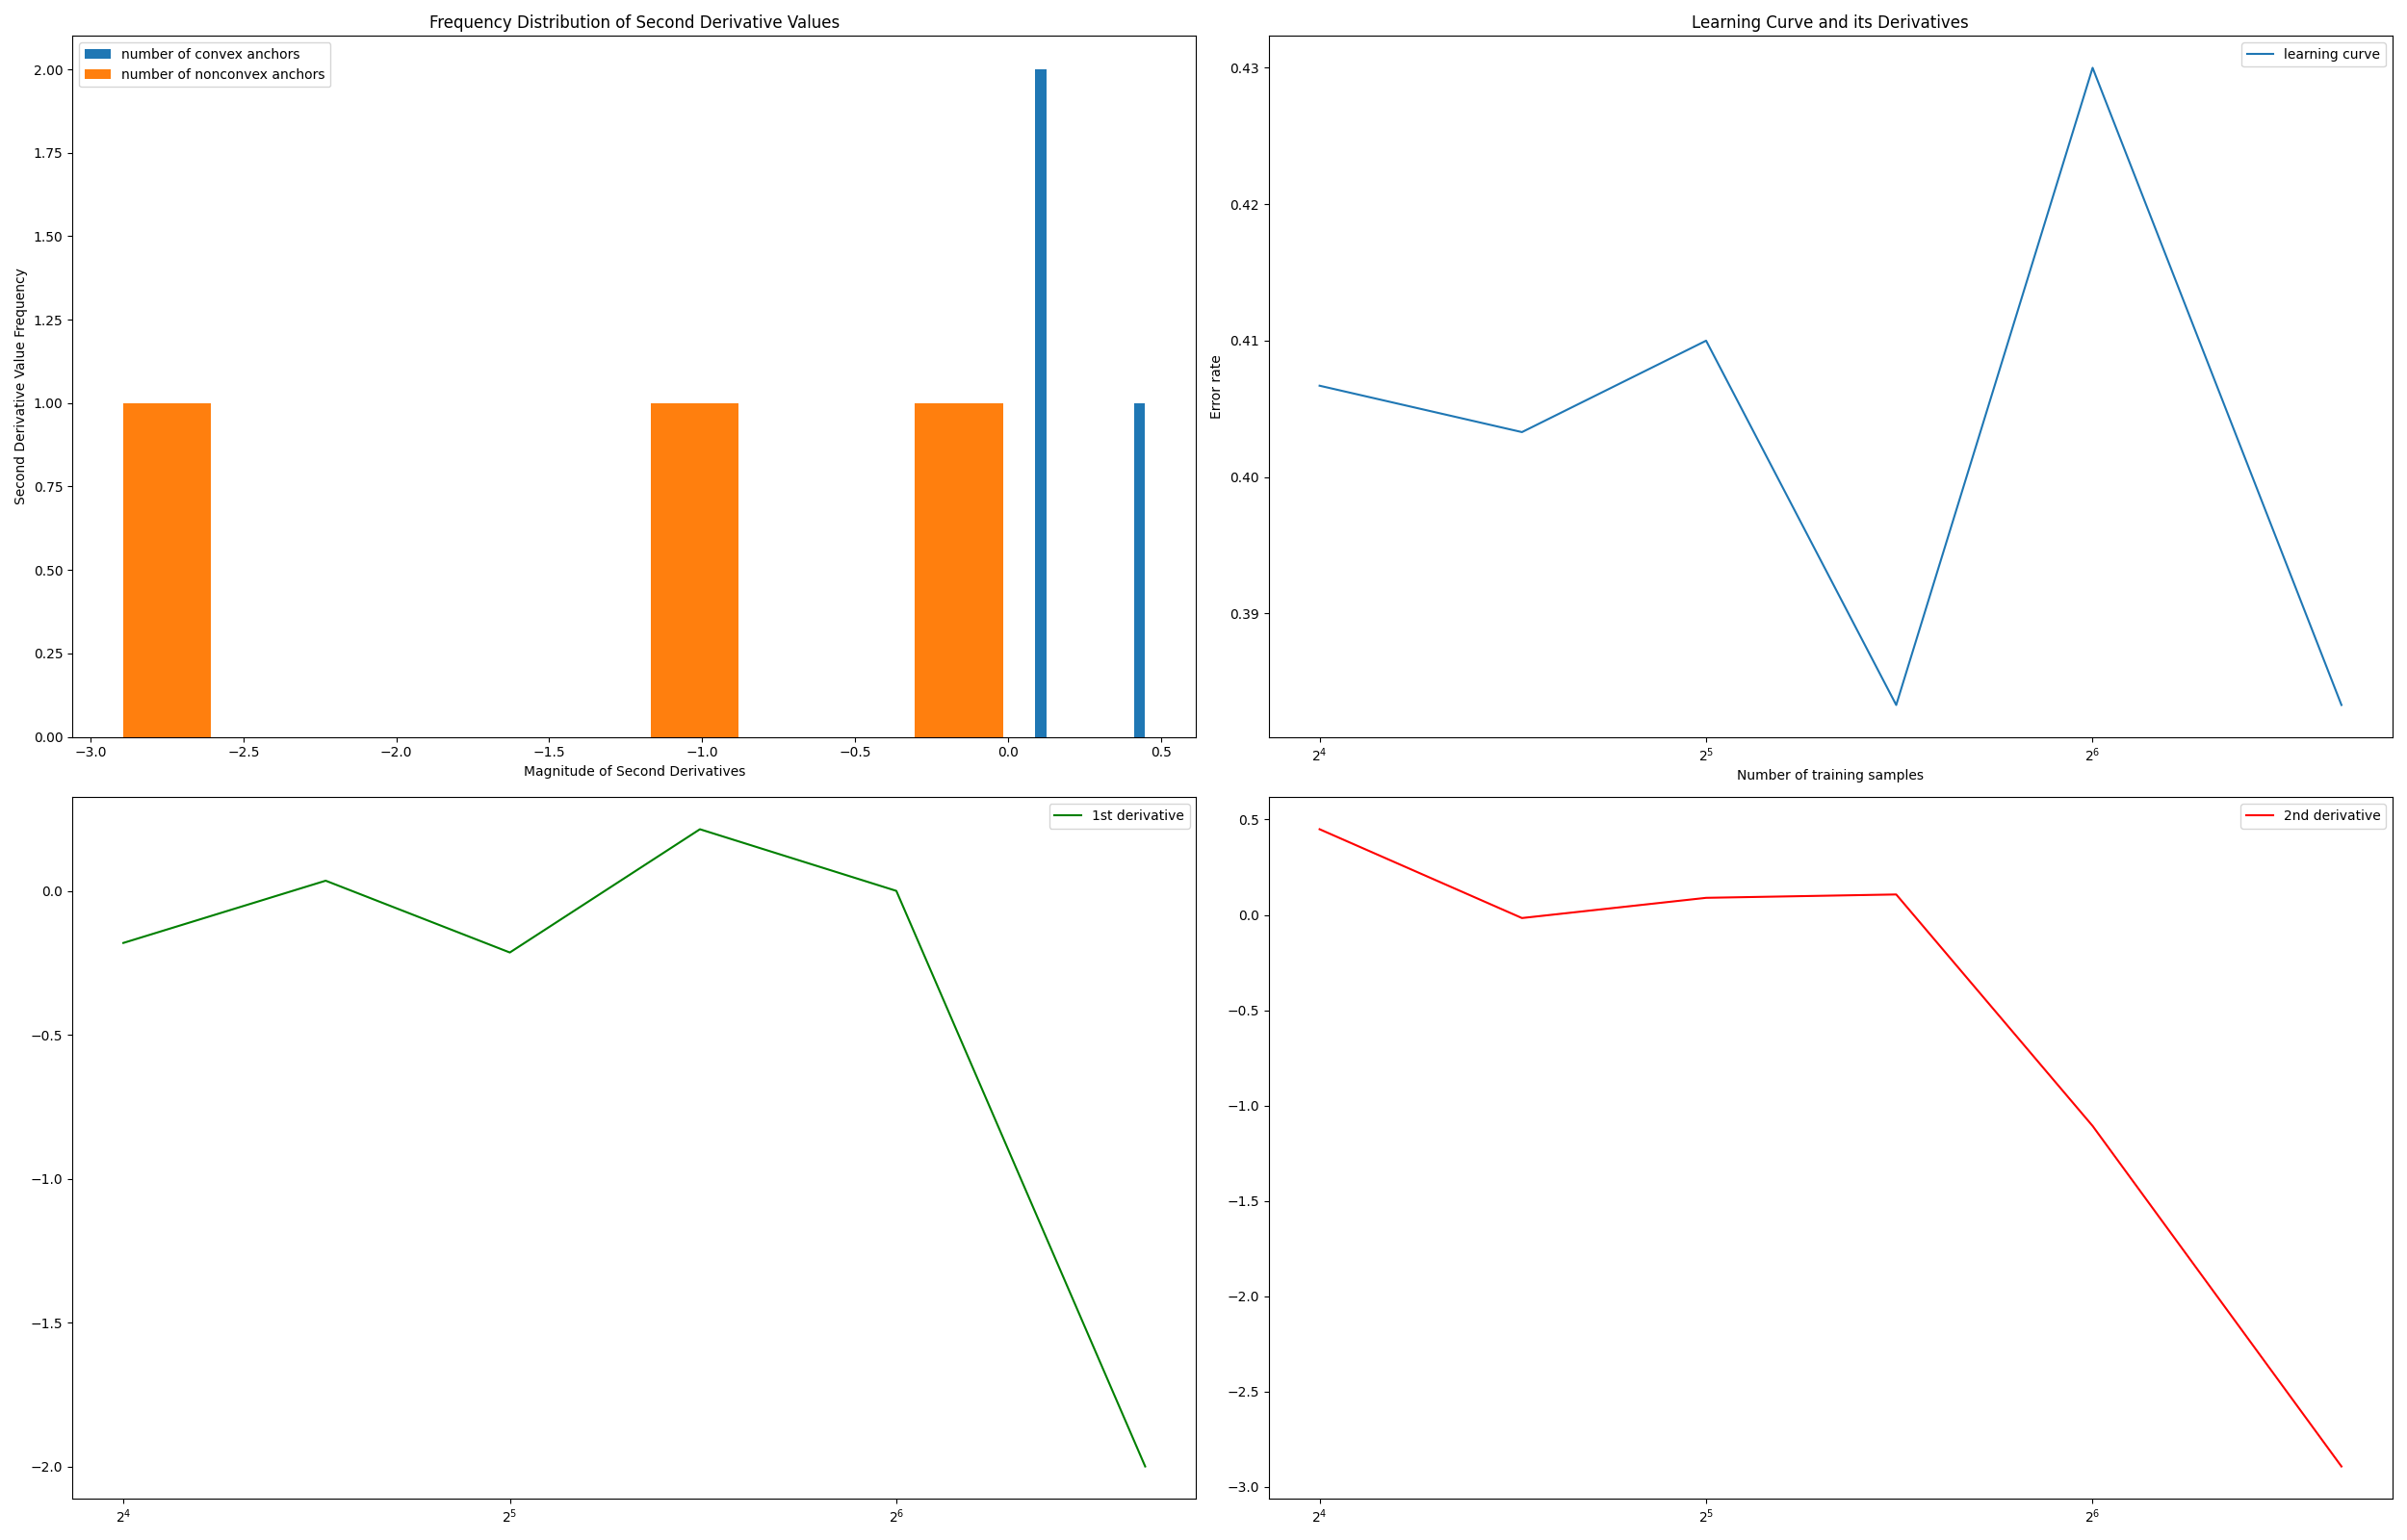 Frequency Distribution of Second Derivative Values
number of convex anchors
number of nonconvex anchors
Second Derivative Value Frequency
2.00
1.75
1.50
1.25
1.00
0.75
0.50
0.25
0.00
−3.0 −2.5 −2.0 −1.5 −1.0 −0.5 0.0 0.5
Magnitude of Second Derivatives
Learning Curve and its Derivatives
learning curve
Error rate
0.43
0.42
0.41
0.40
0.39
2⁴ 2⁵ 2⁶
Number of training samples
1st derivative
0.0
−0.5
−1.0
−1.5
−2.0
2⁴ 2⁵ 2⁶
2nd derivative
0.5
0.0
−0.5
−1.0
−1.5
−2.0
−2.5
−3.0
2⁴ 2⁵ 2⁶